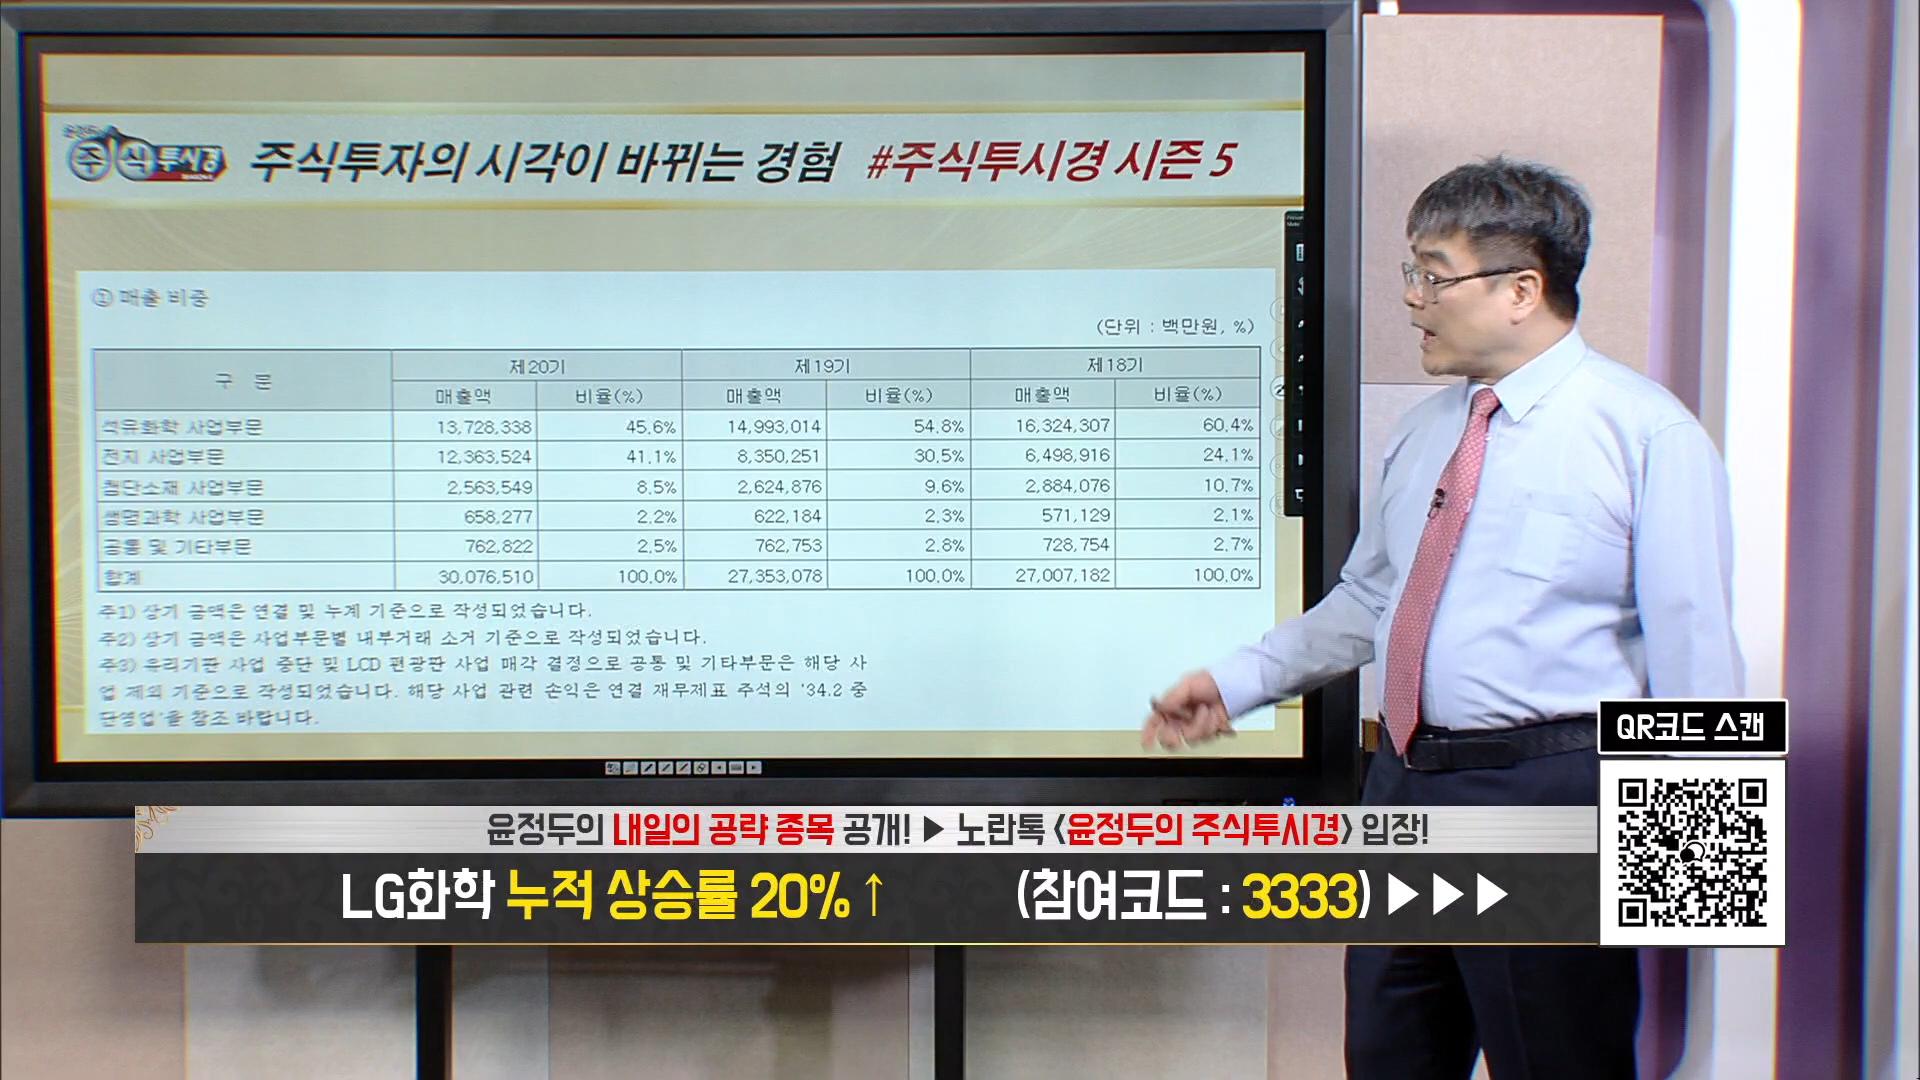 윤정두의
주식투시경
주식투자의 시각이 바뀌는 경험 #주식투시경 시즌 5
① 매출 비중
(단위 : 백만원, %)
구 분 제20기 제19기 제18기
매출액 비율(%) 매출액 비율(%) 매출액 비율(%)
석유화학 사업부문 13,728,338 45.6% 14,993,014 54.8% 16,324,307 60.4%
전지 사업부문 12,363,524 41.1% 8,350,251 30.5% 6,498,916 24.1%
첨단소재 사업부문 2,563,549 8.5% 2,624,876 9.6% 2,884,076 10.7%
생명과학 사업부문 658,277 2.2% 622,184 2.3% 571,129 2.1%
공통 및 기타부문 762,822 2.5% 762,753 2.8% 728,754 2.7%
합계 30,076,510 100.0% 27,353,078 100.0% 27,007,182 100.0%
주1) 상기 금액은 연결 및 누계 기준으로 작성되었습니다.
주2) 상기 금액은 사업부문별 내부거래 소거 기준으로 작성되었습니다.
주3) 유리기판 사업 중단 및 LCD 편광판 사업 매각 결정으로 공통 및 기타부문은 해당 사
업 제외 기준으로 작성되었습니다. 해당 사업 관련 손익은 연결 재무제표 주석의 '34.2 중
단영업'을 참조 바랍니다.
QR코드 스캔
윤정두의 내일의 공략 종목 공개! ▶ 노란톡 <윤정두의 주식투시경> 입장!
LG화학 누적 상승률 20%↑ (참여코드 : 3333) ▶▶▶